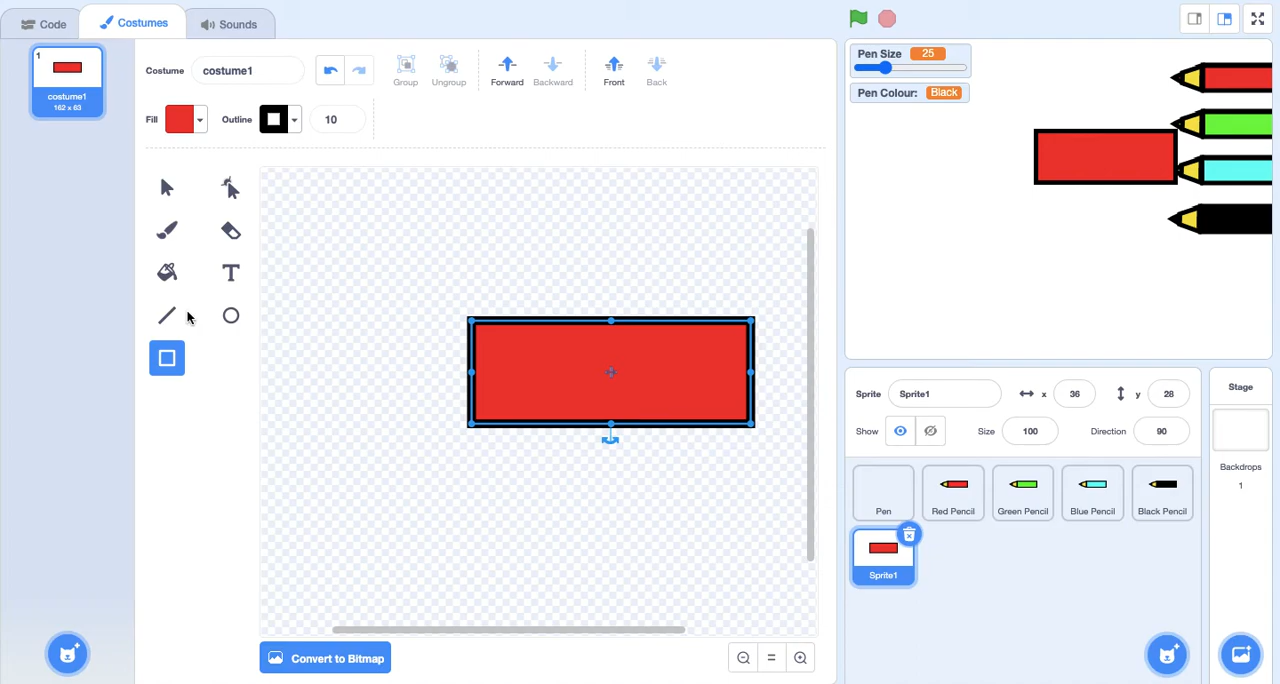 Code
Costumes
Sounds
1
costume1
162 x 63
Costume
costume1
Group
Ungroup
Forward
Backward
Front
Back
Fill
Outline
10
Convert to Bitmap
Pen Size 25
Pen Colour: Black
Sprite
Sprite1
x
36
y
28
Show
Size
100
Direction
90
Pen
Red Pencil
Green Pencil
Blue Pencil
Black Pencil
Sprite1
Stage
Backdrops
1